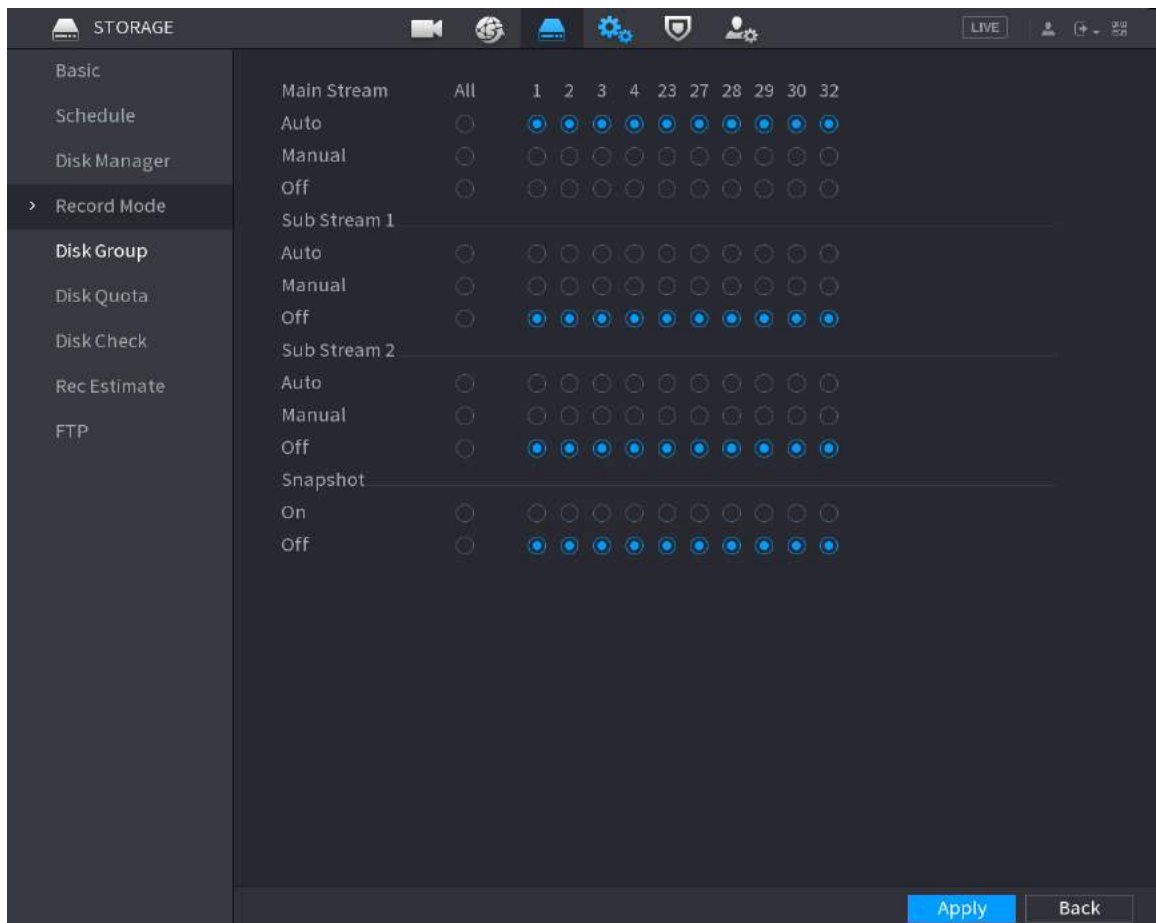 STORAGE LIVE
Basic
Schedule
Disk Manager
Record Mode
Disk Group
Disk Quota
Disk Check
Rec Estimate
FTP
Main Stream All 1 2 3 4 23 27 28 29 30 32
Auto
Manual
Off
Sub Stream 1
Auto
Manual
Off
Sub Stream 2
Auto
Manual
Off
Snapshot
On
Off
Apply Back